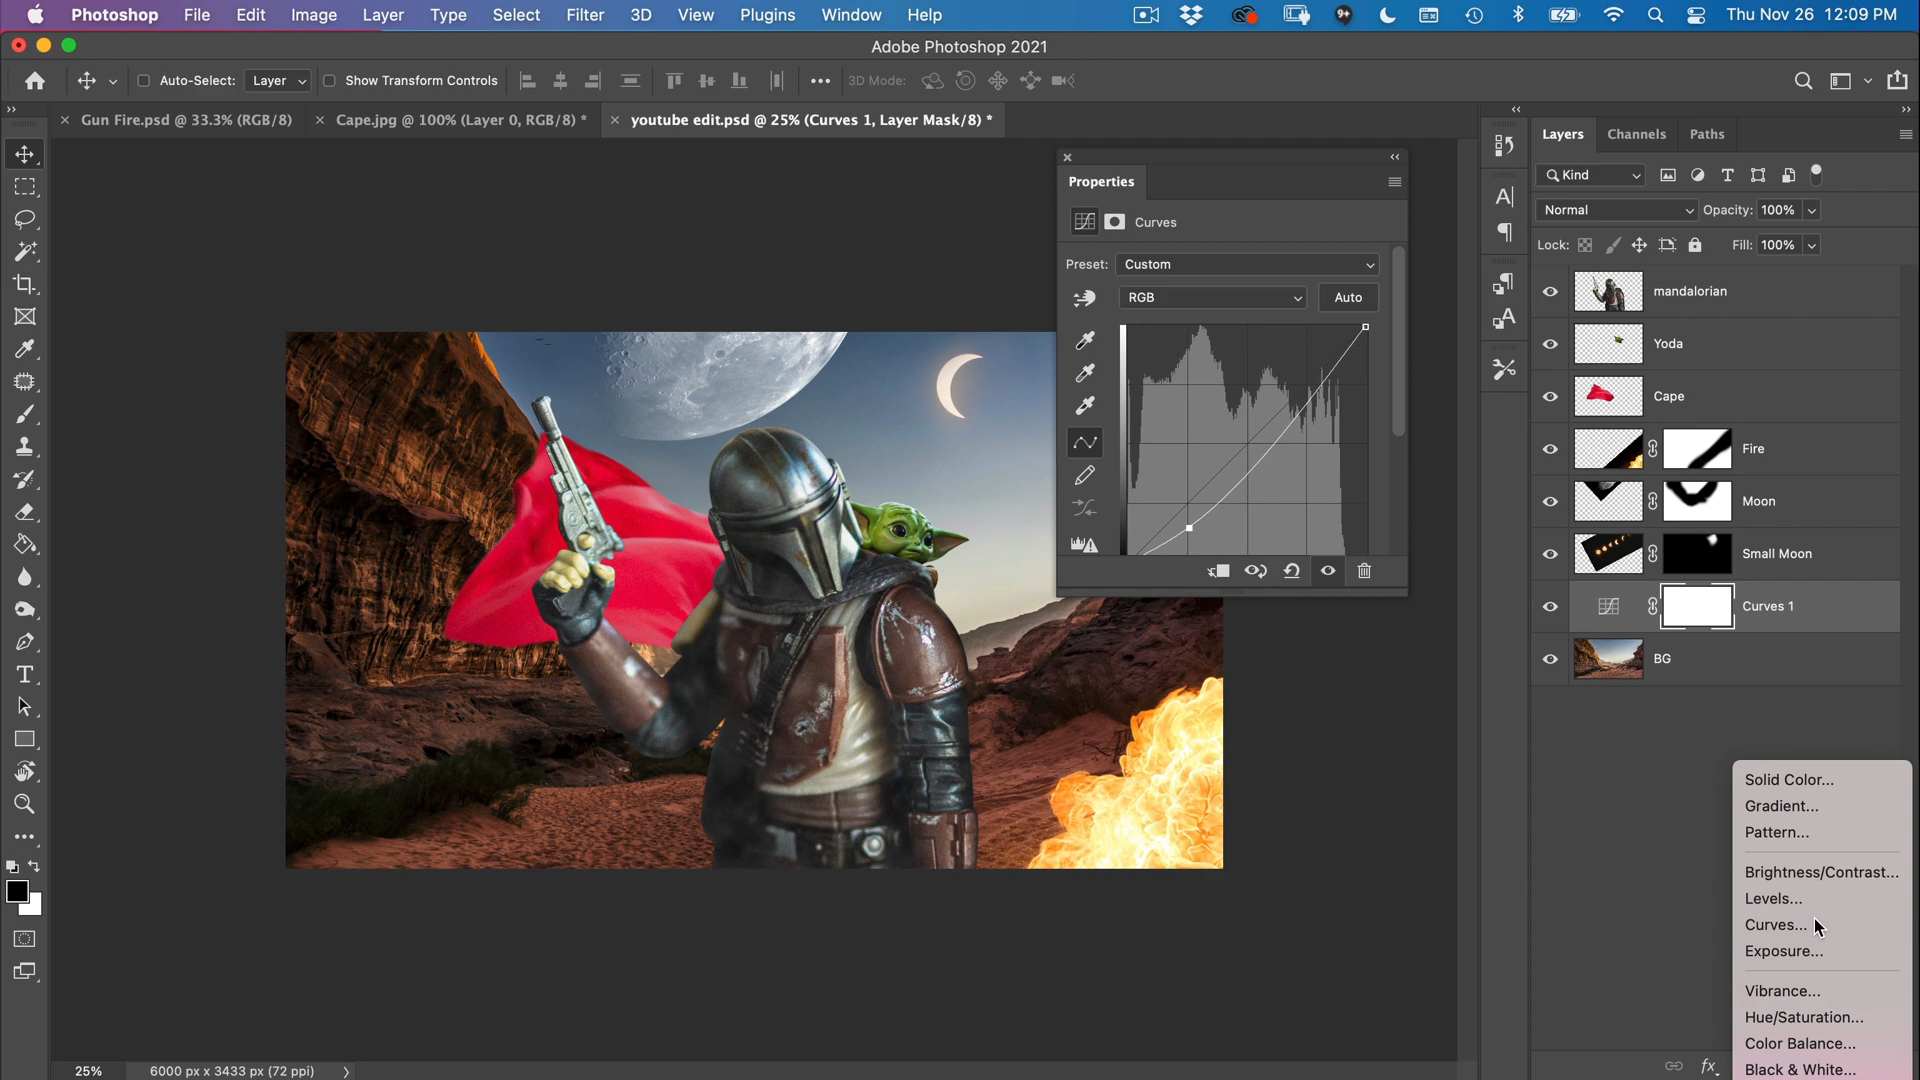 Photoshop File Edit Image Layer Type Select Filter 3D View Plugins Window Help 9+ Thu Nov 26 12:09 PM
Adobe Photoshop 2021
Auto-Select: Layer Show Transform Controls 3D Mode:
Gun Fire.psd @ 33.3% (RGB/8) Cape.jpg @ 100% (Layer 0, RGB/8) * youtube edit.psd @ 25% (Curves 1, Layer Mask/8) *
Properties
Curves
Preset: Custom
RGB Auto
Layers Channels Paths
Kind
Normal Opacity: 100%
Lock: Fill: 100%
mandalorian
Yoda
Cape
Fire
Moon
Small Moon
Curves 1
BG
Solid Color...
Gradient...
Pattern...
Brightness/Contrast...
Levels...
Curves...
Exposure...
Vibrance...
Hue/Saturation...
Color Balance...
Black & White...
fx
25% 6000 px x 3433 px (72 ppi)